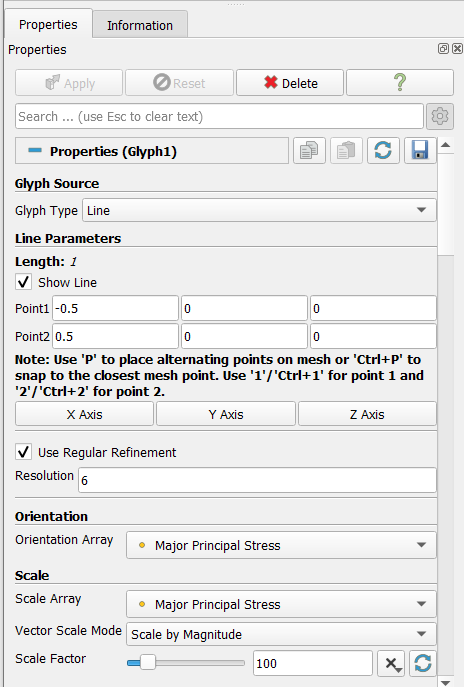 Properties Information
Properties
Apply Reset Delete ?
Search ... (use Esc to clear text)
Properties (Glyph1)
Glyph Source
Glyph Type Line
Line Parameters
Length: 1
Show Line
Point1 -0.5 0 0
Point2 0.5 0 0
Note: Use 'P' to place alternating points on mesh or 'Ctrl+P' to
snap to the closest mesh point. Use '1'/'Ctrl+1' for point 1 and
'2'/'Ctrl+2' for point 2.
X Axis Y Axis Z Axis
Use Regular Refinement
Resolution 6
Orientation
Orientation Array Major Principal Stress
Scale
Scale Array Major Principal Stress
Vector Scale Mode Scale by Magnitude
Scale Factor 100